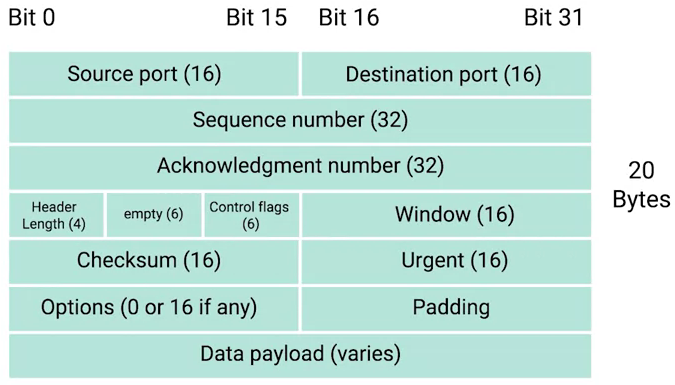 Bit 0 Bit 15 Bit 16 Bit 31
Source port (16) Destination port (16)
Sequence number (32)
Acknowledgment number (32)
Header
Length (4)
empty (6)
Control flags
(6)
Window (16)
Checksum (16) Urgent (16)
Options (0 or 16 if any) Padding
Data payload (varies)
20
Bytes